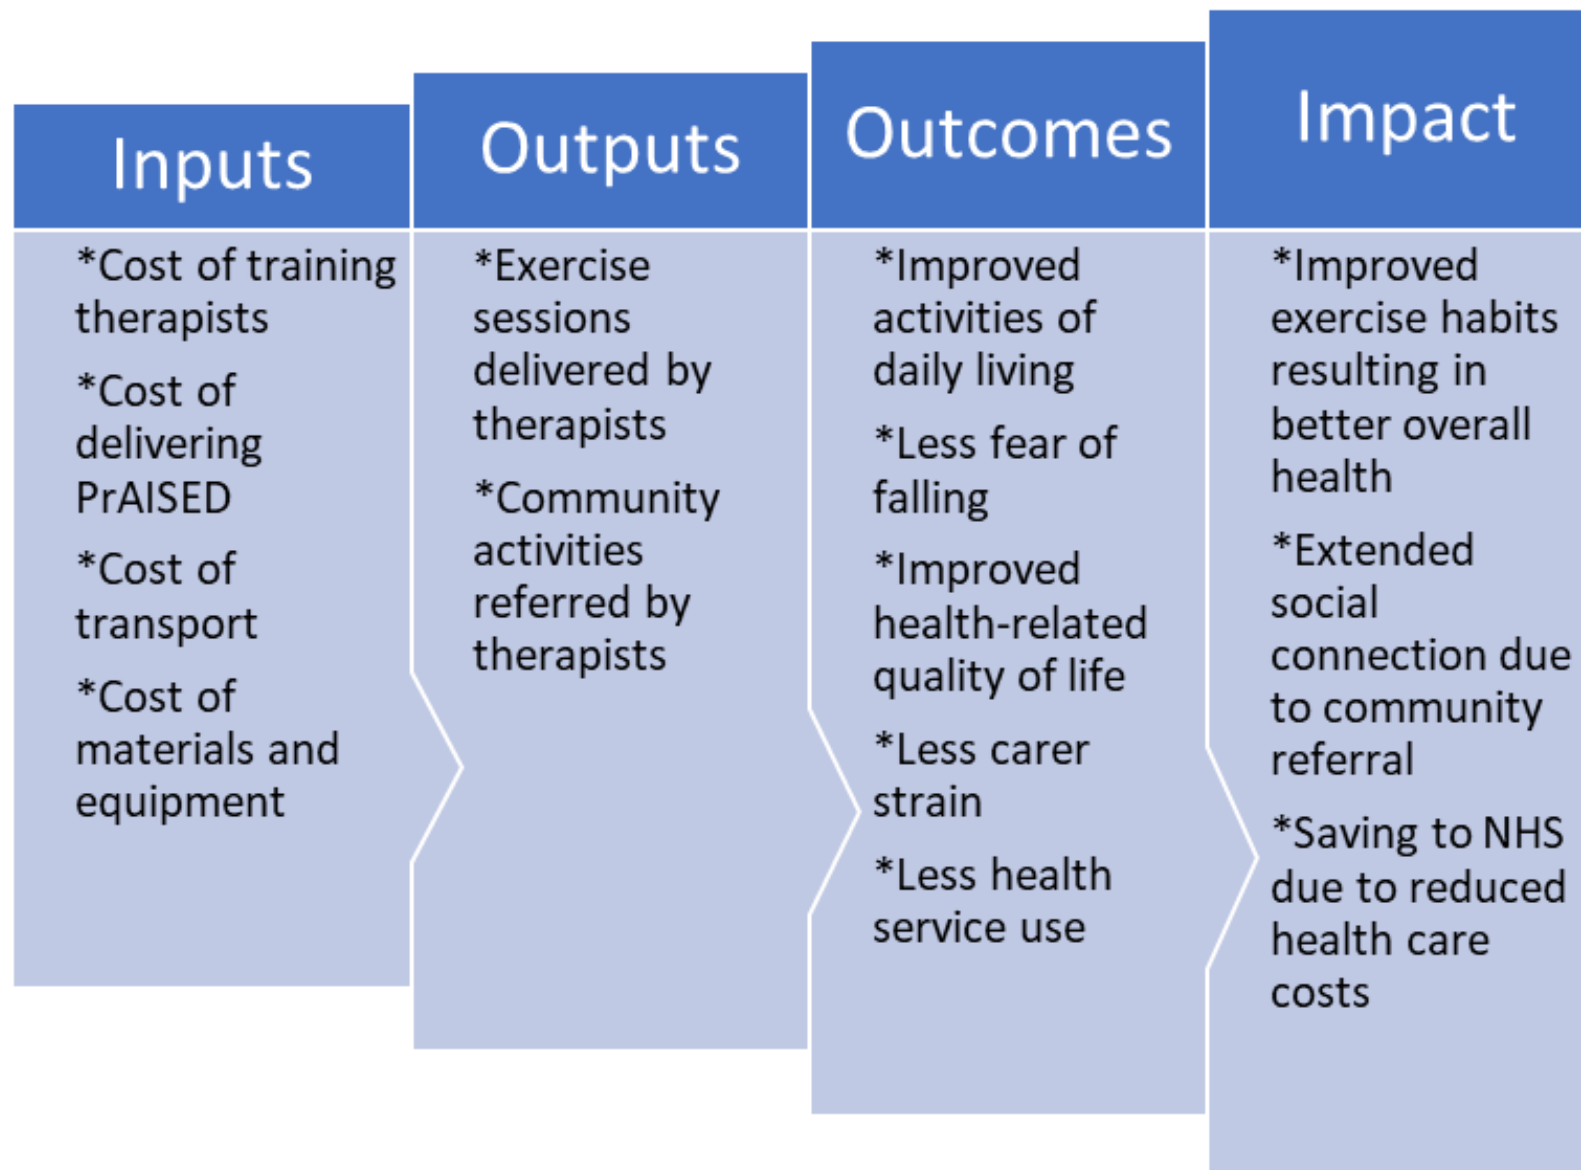 Inputs
*Cost of training
therapists
*Cost of
delivering
PrAISED
*Cost of
transport
*Cost of
materials and
equipment
Outputs
*Exercise
sessions
delivered by
therapists
*Community
activities
referred by
therapists
Outcomes
*Improved
activities of
daily living
*Less fear of
falling
*Improved
health-related
quality of life
*Less carer
strain
*Less health
service use
Impact
*Improved
exercise habits
resulting in
better overall
health
*Extended
social
connection due
to community
referral
*Saving to NHS
due to reduced
health care
costs